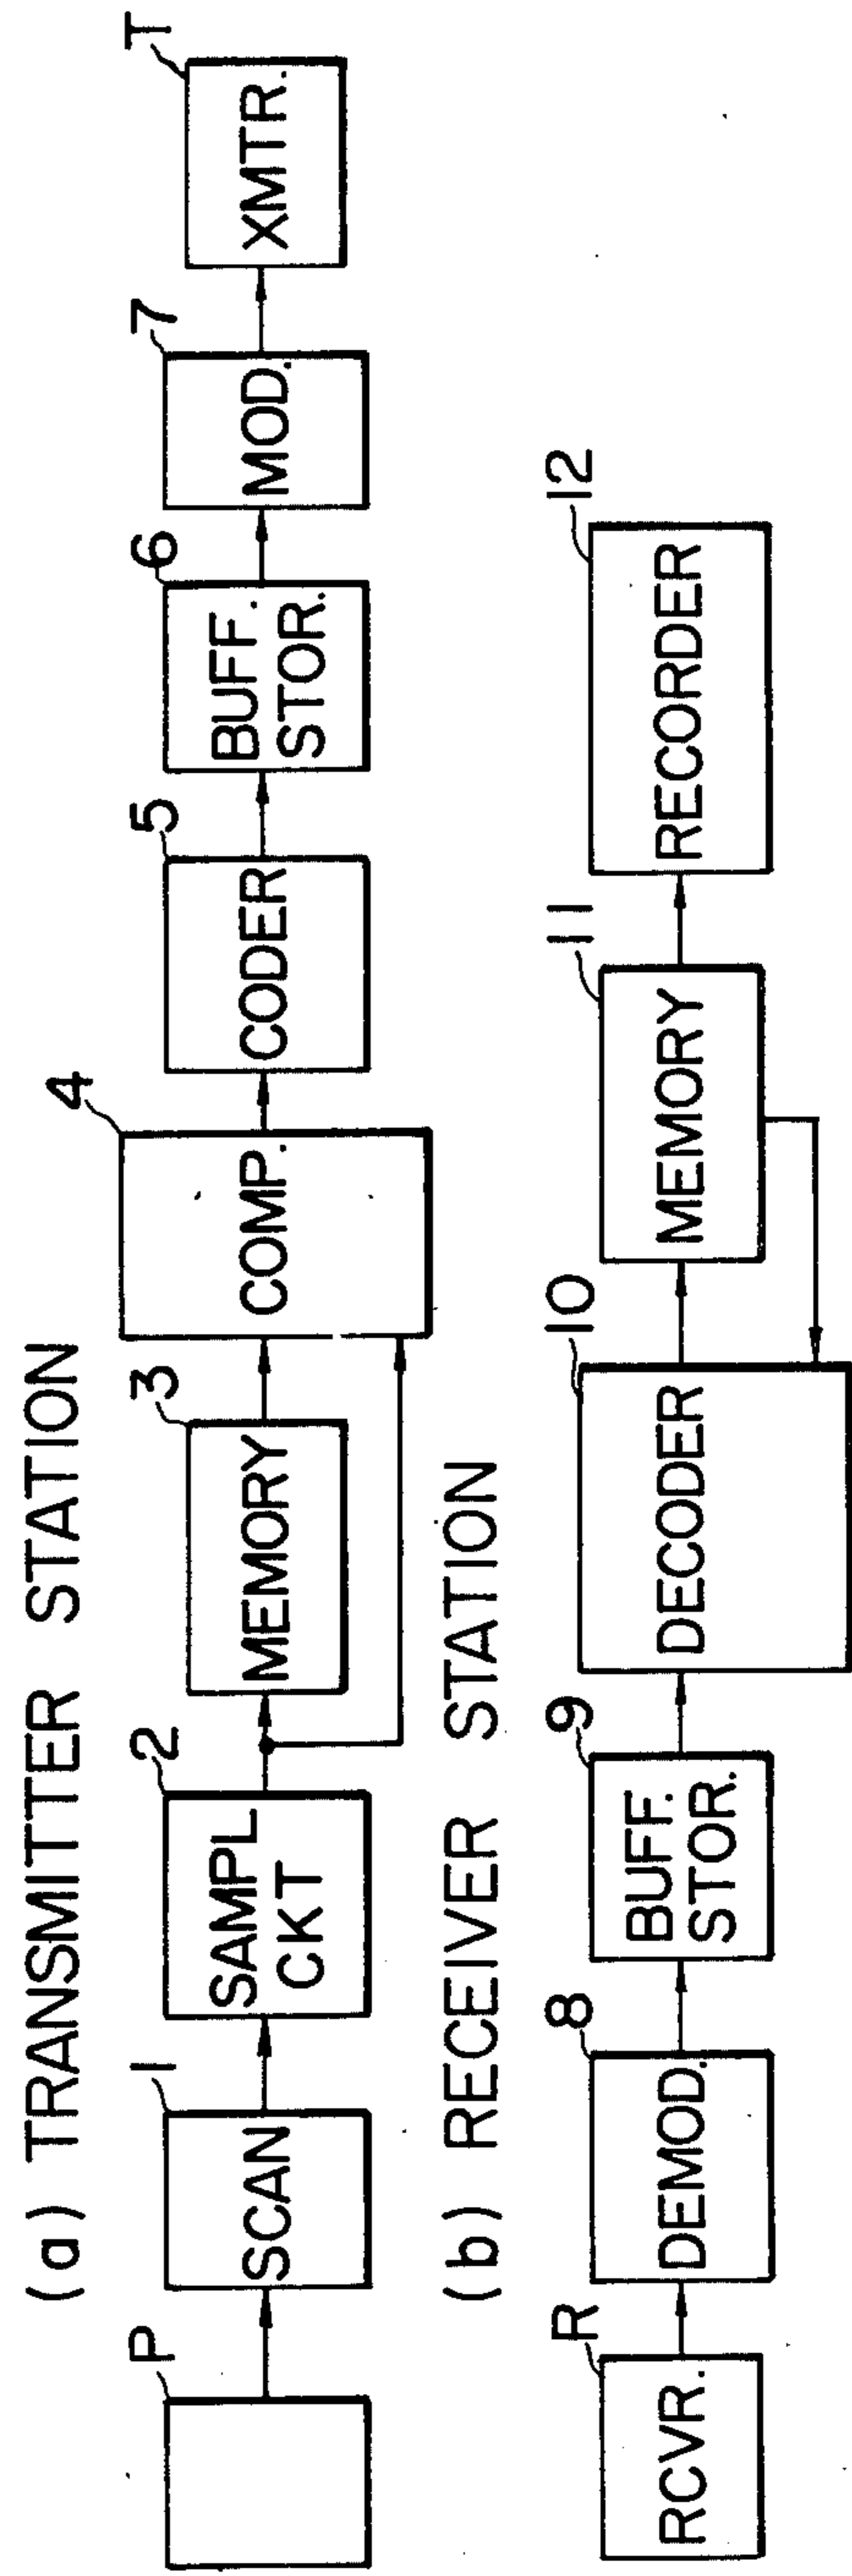 (a) TRANSMITTER STATION
P
1
2
3
4
5
6
7
T
SCAN
SAMPL
CKT
MEMORY
COMP.
CODER
BUFF.
STOR.
MOD.
XMTR.
(b) RECEIVER STATION
R
8
9
10
11
12
RCVR.
DEMOD.
BUFF.
STOR.
DECODER
MEMORY
RECORDER